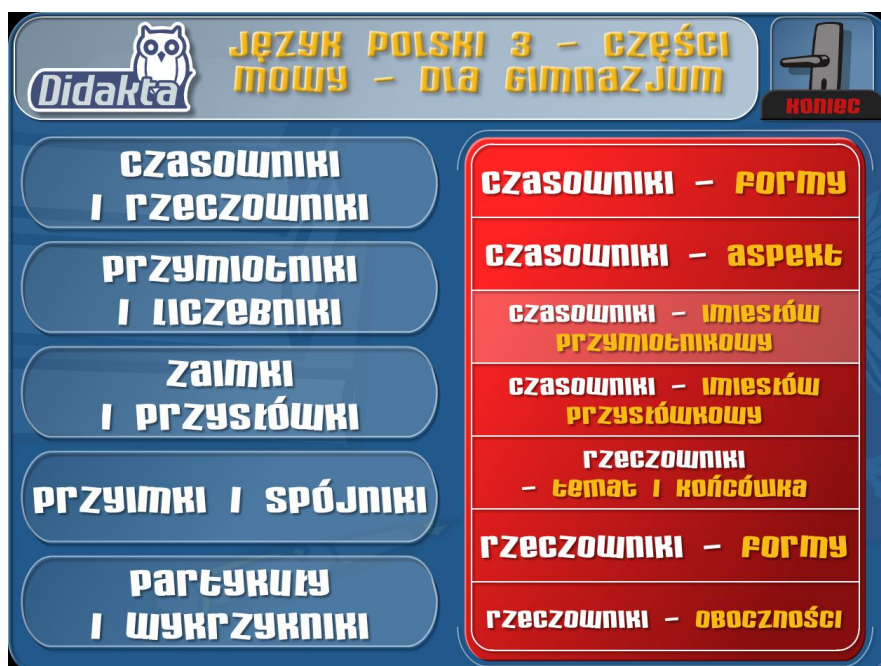 Didakta
Język polski 3 – części
mowy – dla gimnazjum
Koniec
czasowniki
i rzeczowniki
przymiotniki
i liczebniki
zaimki
i przysłówki
przyimki i spójniki
partykuły
i wykrzykniki
czasowniki – formy
czasowniki – aspekt
czasowniki – imiesłów
przymiotnikowy
czasowniki – imiesłów
przysłówkowy
rzeczowniki
– temat i końcówka
rzeczowniki – formy
rzeczowniki – oboczności